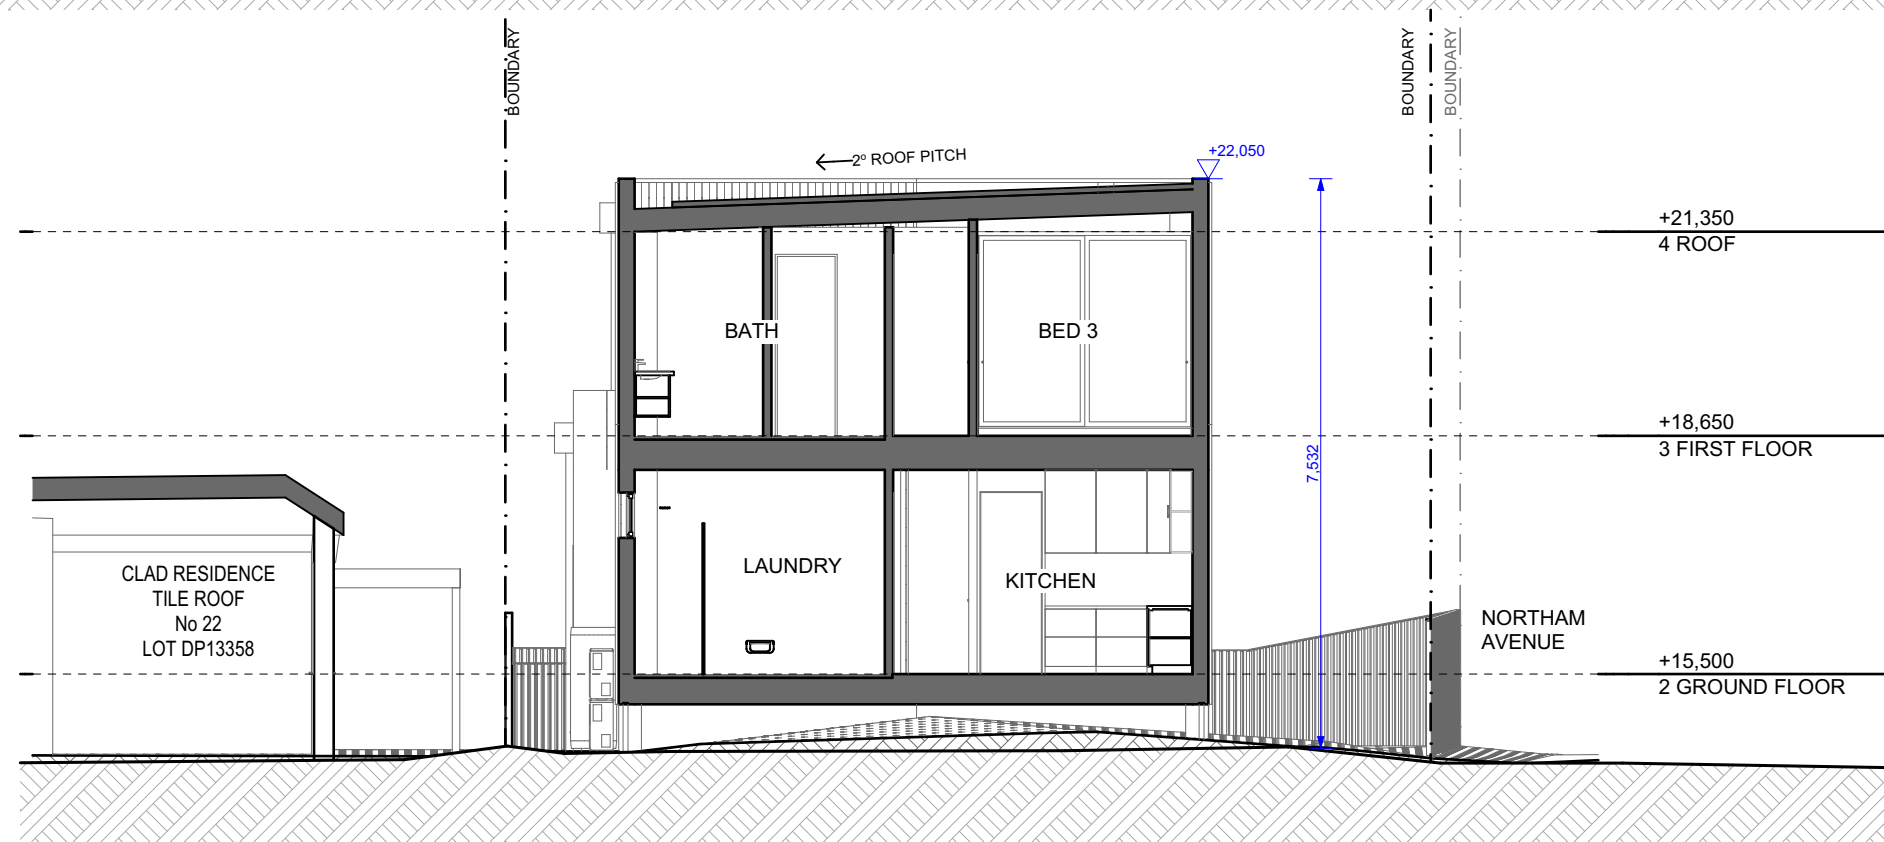 BOUNDARY
BOUNDARY
BOUNDARY
2º ROOF PITCH
+22,050
+21,350
4 ROOF
BATH
BED 3
+18,650
3 FIRST FLOOR
7,532
CLAD RESIDENCE
TILE ROOF
No 22
LOT DP13358
LAUNDRY
KITCHEN
NORTHAM
AVENUE
+15,500
2 GROUND FLOOR